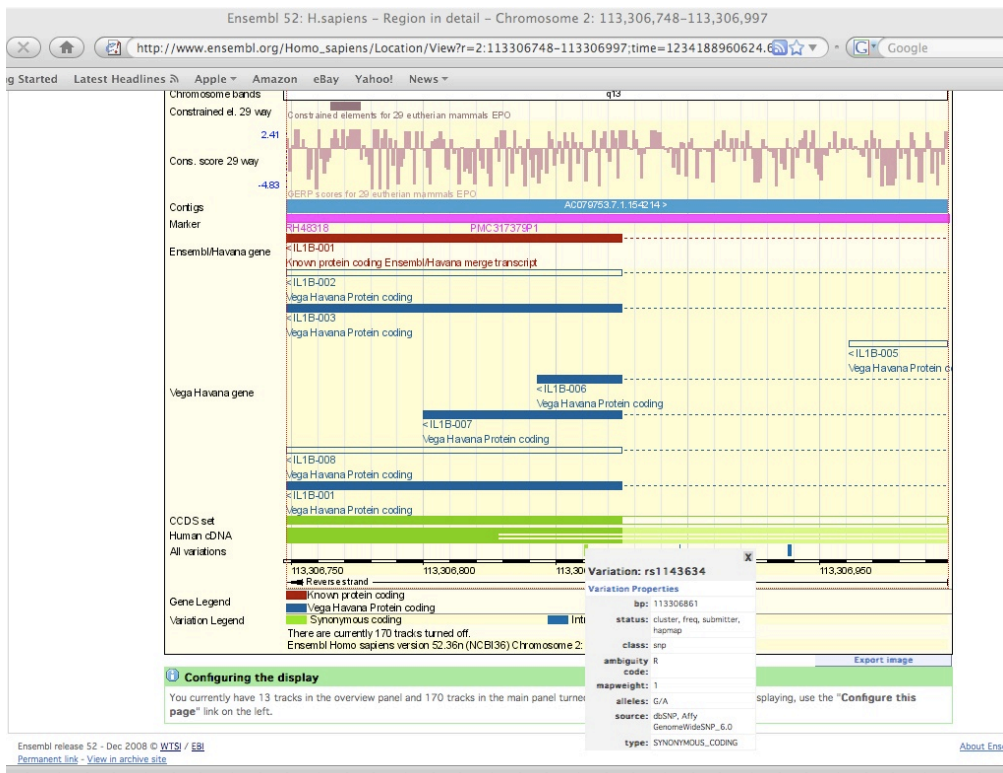 Ensembl 52: H.sapiens – Region in detail – Chromosome 2: 113,306,748–113,306,997
http://www.ensembl.org/Homo_sapiens/Location/View?r=2:113306748-113306997;time=1234188960624.6
Google
g Started Latest Headlines Apple Amazon eBay Yahoo! News
Chromosome bands q13
Constrained el. 29 way
Constrained elements for 29 eutherian mammals EPO
2.41
Cons. score 29 way
-4.83
GERP scores for 29 eutherian mammals EPO
Contigs AC079753.7.1.154214 >
Marker
RH48318 PMC317379P1
Ensembl/Havana gene
<IL1B-001
Known protein coding Ensembl/Havana merge transcript
<IL1B-002
Vega Havana Protein coding
<IL1B-003
Vega Havana Protein coding
<IL1B-005
Vega Havana Protein c
Vega Havana gene
<IL1B-006
Vega Havana Protein coding
<IL1B-007
Vega Havana Protein coding
<IL1B-008
Vega Havana Protein coding
<IL1B-001
Vega Havana Protein coding
CCDS set
Human cDNA
All variations
113,306,750 113,306,800 113,30 113,306,950
Reverse strand
Gene Legend
Known protein coding
Vega Havana Protein coding
Variation Legend Synonymous coding Int
There are currently 170 tracks turned off.
Ensembl Homo sapiens version 52.36n (NCBI36) Chromosome 2:
X
Variation: rs1143634
Variation Properties
bp: 113306861
status: cluster, freq, submitter,
hapmap
class: snp
ambiguity code: R
mapweight: 1
alleles: G/A
source: dbSNP, Affy
GenomeWideSNP_6.0
type: SYNONYMOUS_CODING
Export image
Configuring the display
You currently have 13 tracks in the overview panel and 170 tracks in the main panel turne splaying, use the "Configure this
page" link on the left.
Ensembl release 52 - Dec 2008 © WTSI / EBI
About Ens
Permanent link - View in archive site